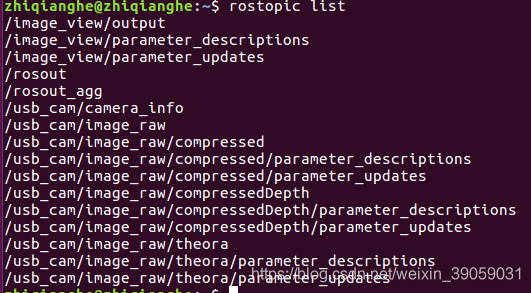 zhiqianghe@zhiqianghe:~$ rostopic list
/image_view/output
/image_view/parameter_descriptions
/image_view/parameter_updates
/rosout
/rosout_agg
/usb_cam/camera_info
/usb_cam/image_raw
/usb_cam/image_raw/compressed
/usb_cam/image_raw/compressed/parameter_descriptions
/usb_cam/image_raw/compressed/parameter_updates
/usb_cam/image_raw/compressedDepth
/usb_cam/image_raw/compressedDepth/parameter_descriptions
/usb_cam/image_raw/compressedDepth/parameter_updates
/usb_cam/image_raw/theora
/usb_cam/image_raw/theora/parameter_descriptions
https://blog.csdn.net/weixin_39059031
/usb_cam/image_raw/theora/parameter_updates
zhiqianghe@zhiqianghe:~$